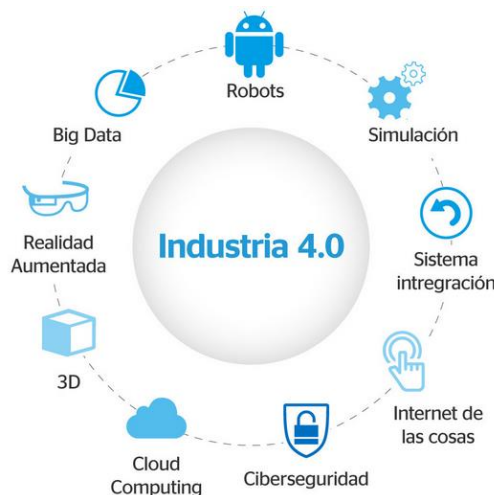 Robots
Simulación
Sistema
intregración
Internet de
las cosas
Ciberseguridad
Cloud
Computing
3D
Realidad
Aumentada
Big Data
Industria 4.0